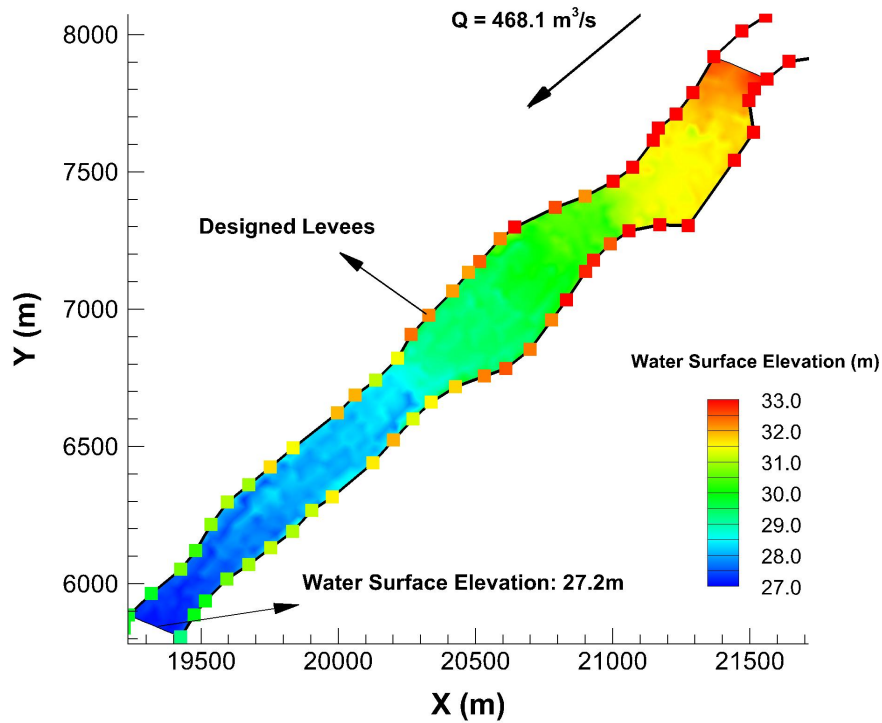 Q = 468.1 m³/s
8000
7500
Designed Levees
7000
Y (m)
Water Surface Elevation (m)
33.0
32.0
31.0
30.0
29.0
28.0
27.0
6500
6000
Water Surface Elevation: 27.2m
19500 20000 20500 21000 21500
X (m)